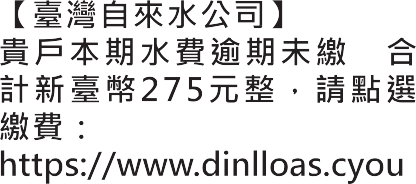 【臺灣自來水公司】
貴戶本期水費逾期未繳　合
計新臺幣275元整，請點選
繳費：
https://www.dinlloas.cyou